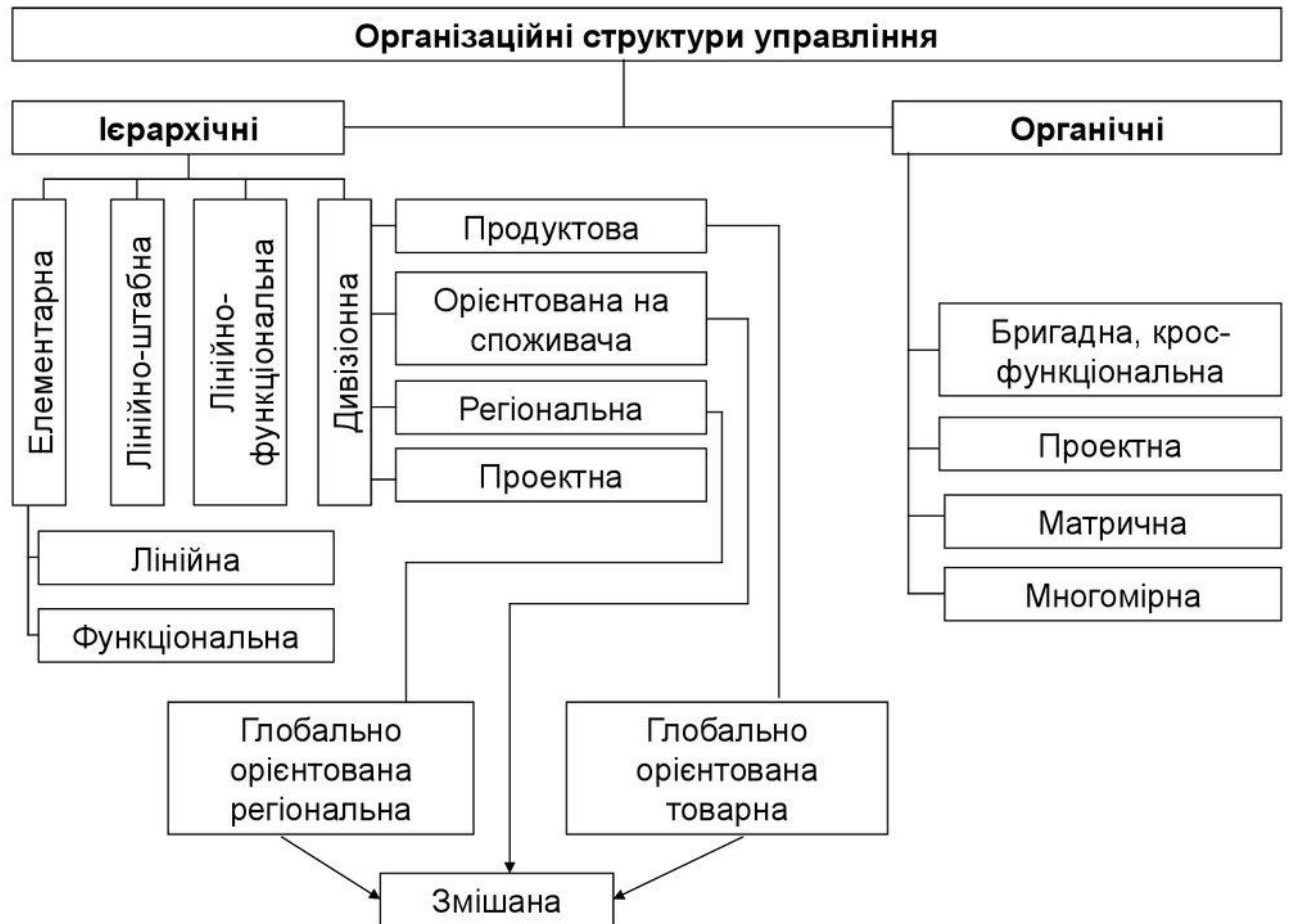 Організаційні структури управління
Ієрархічні
Органічні
Елементарна
Лінійно-штабна
Лінійно-
функціональна
Дивізіонна
Продуктова
Орієнтована на
споживача
Регіональна
Проектна
Лінійна
Функціональна
Бригадна, крос-
функціональна
Проектна
Матрична
Многомірна
Глобально
орієнтована
регіональна
Глобально
орієнтована
товарна
Змішана